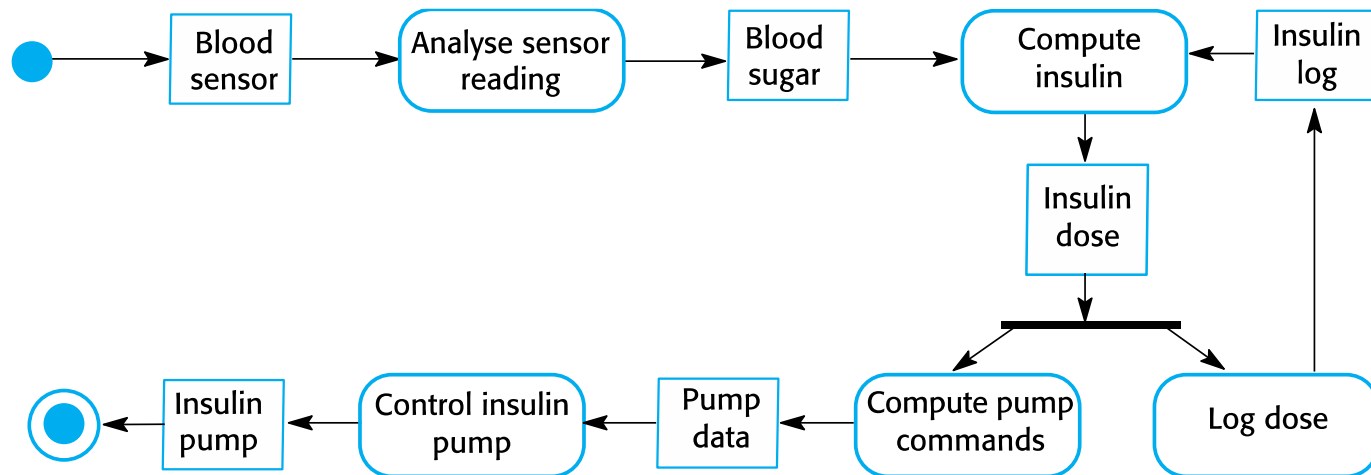 Blood
sensor
Analyse sensor
reading
Blood
sugar
Compute
insulin
Insulin
log
Insulin
dose
Insulin
pump
Control insulin
pump
Pump
data
Compute pump
commands
Log dose